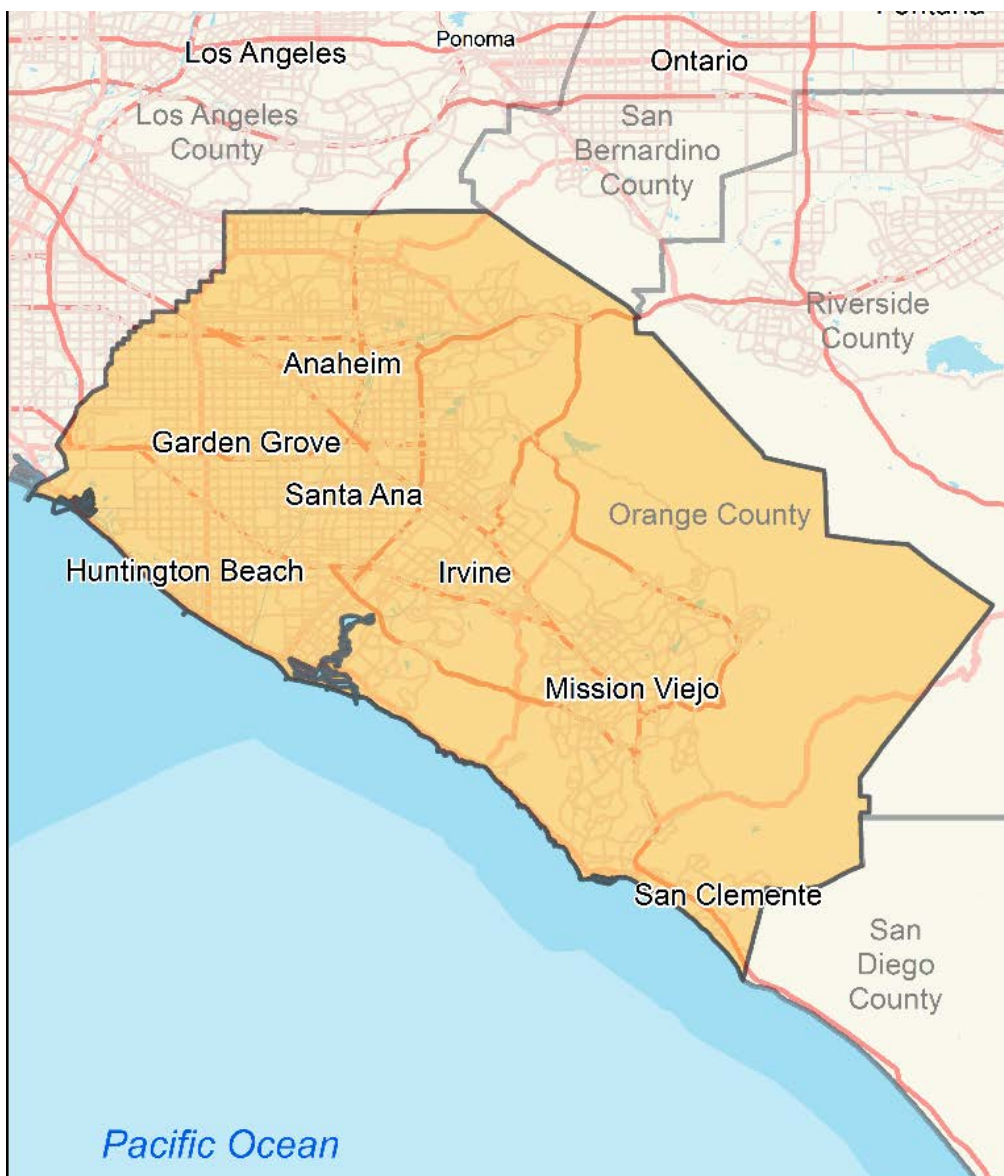 Los Angeles
Ponoma
Ontario
Los Angeles
County
San
Bernardino
County
Riverside
County
Anaheim
Garden Grove
Santa Ana
Orange County
Huntington Beach
Irvine
Mission Viejo
San Clemente
San
Diego
County
Pacific Ocean